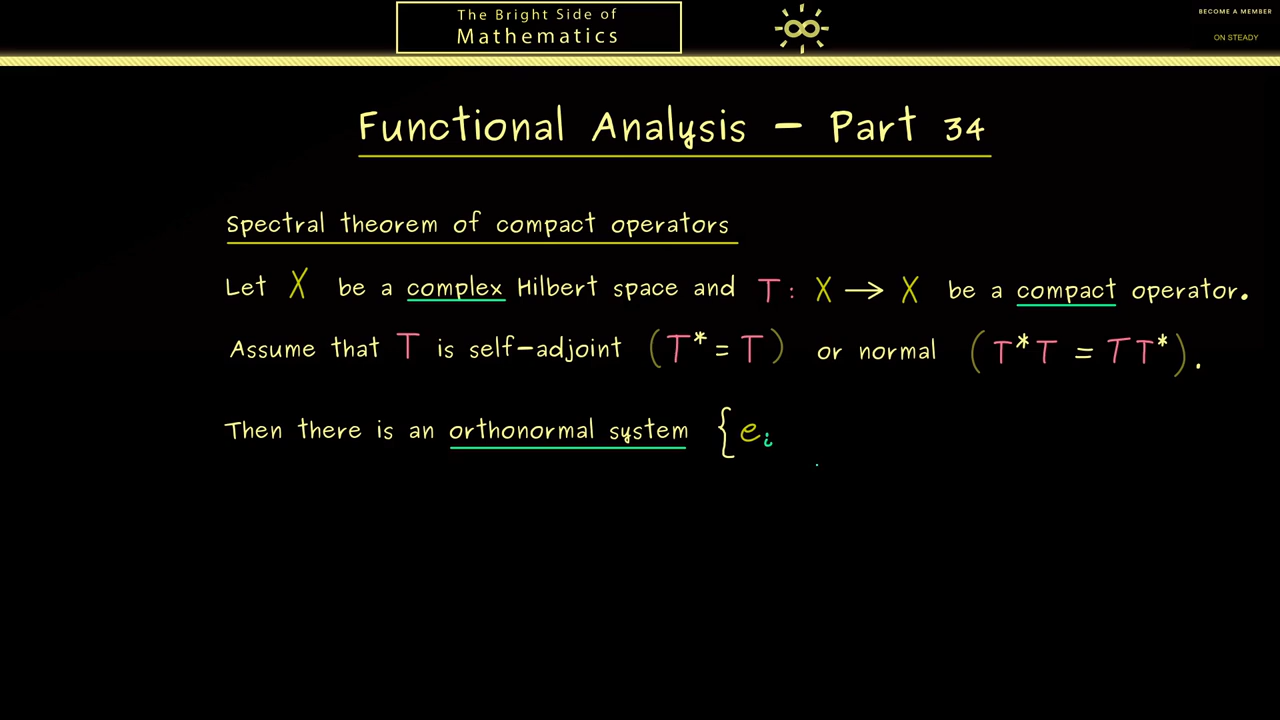 The Bright Side of
Mathematics
BECOME A MEMBER
ON STEADY
Functional Analysis – Part 34
Spectral theorem of compact operators
Let X be a complex Hilbert space and T: X → X be a compact operator.
Assume that T is self-adjoint (T* = T) or normal (T*T = TT*).
Then there is an orthonormal system {e_i